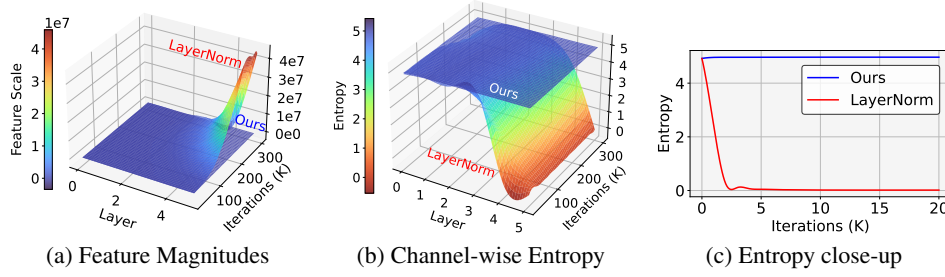 1e7
4
3
2
1
0
Feature Scale
LayerNorm
Ours
4e7
3e7
2e7
1e7
0e0
0
2
4
Layer
100
200
300
Iterations (K)
(a) Feature Magnitudes
5
4
3
2
1
0
Entropy
Ours
LayerNorm
5
4
3
2
1
0
0
1
2
3
4
5
Layer
100
200
300
Iterations (K)
(b) Channel-wise Entropy
Entropy
4
2
0
Ours
LayerNorm
0
5
10
15
20
Iterations (K)
(c) Entropy close-up